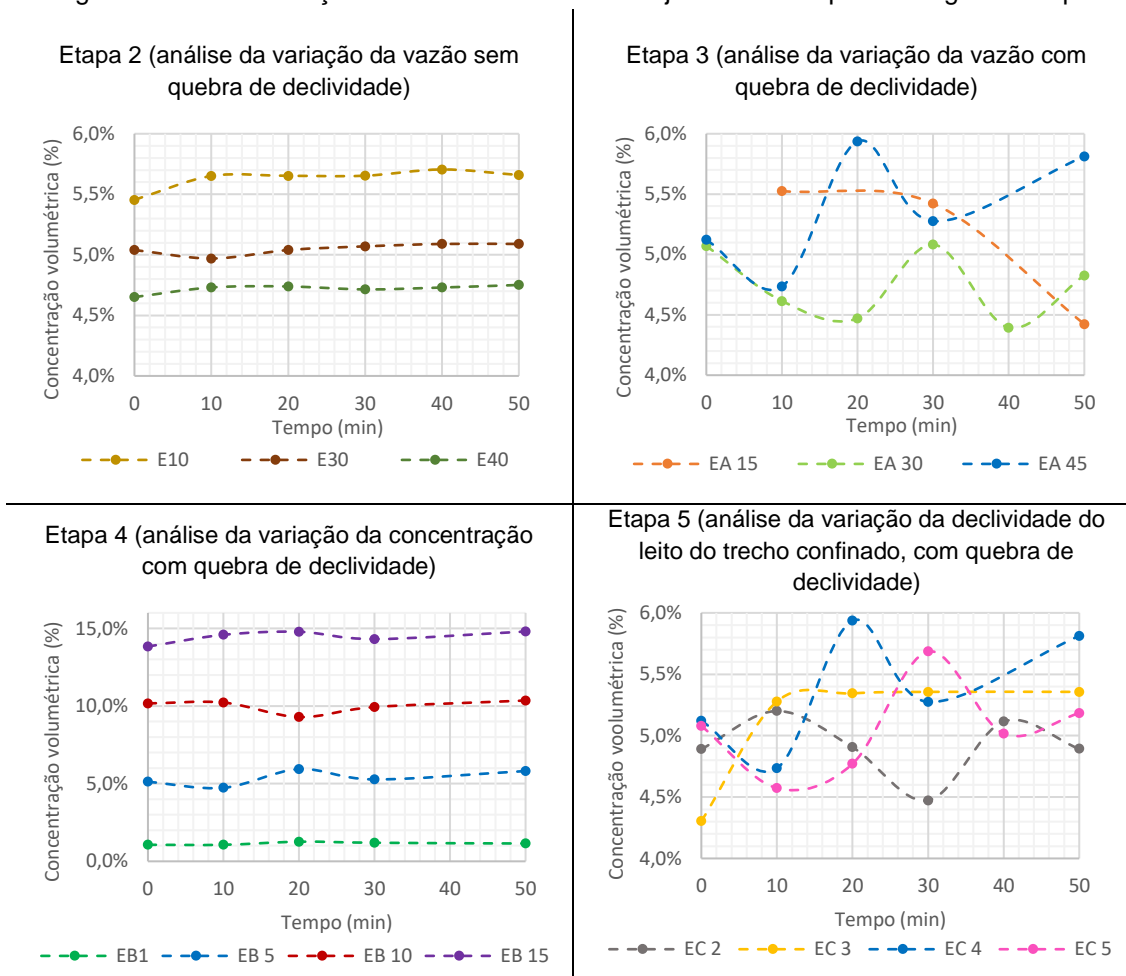 Etapa 2 (análise da variação da vazão sem
quebra de declividade)
Concentração volumétrica (%)
6,0%
5,5%
5,0%
4,5%
4,0%
0 10 20 30 40 50
Tempo (min)
E10 E30 E40
Etapa 3 (análise da variação da vazão com
quebra de declividade)
Concentração volumétrica (%)
6,0%
5,5%
5,0%
4,5%
4,0%
0 10 20 30 40 50
Tempo (min)
EA 15 EA 30 EA 45
Etapa 4 (análise da variação da concentração
com quebra de declividade)
Concentração volumétrica (%)
15,0%
10,0%
5,0%
0,0%
0 10 20 30 40 50
Tempo (min)
EB1 EB 5 EB 10 EB 15
Etapa 5 (análise da variação da declividade do
leito do trecho confinado, com quebra de
declividade)
Concentração voolumétrica (%)
6,0%
5,5%
5,0%
4,5%
4,0%
0 10 20 30 40 50
Tempo (min)
EC 2 EC 3 EC 4 EC 5